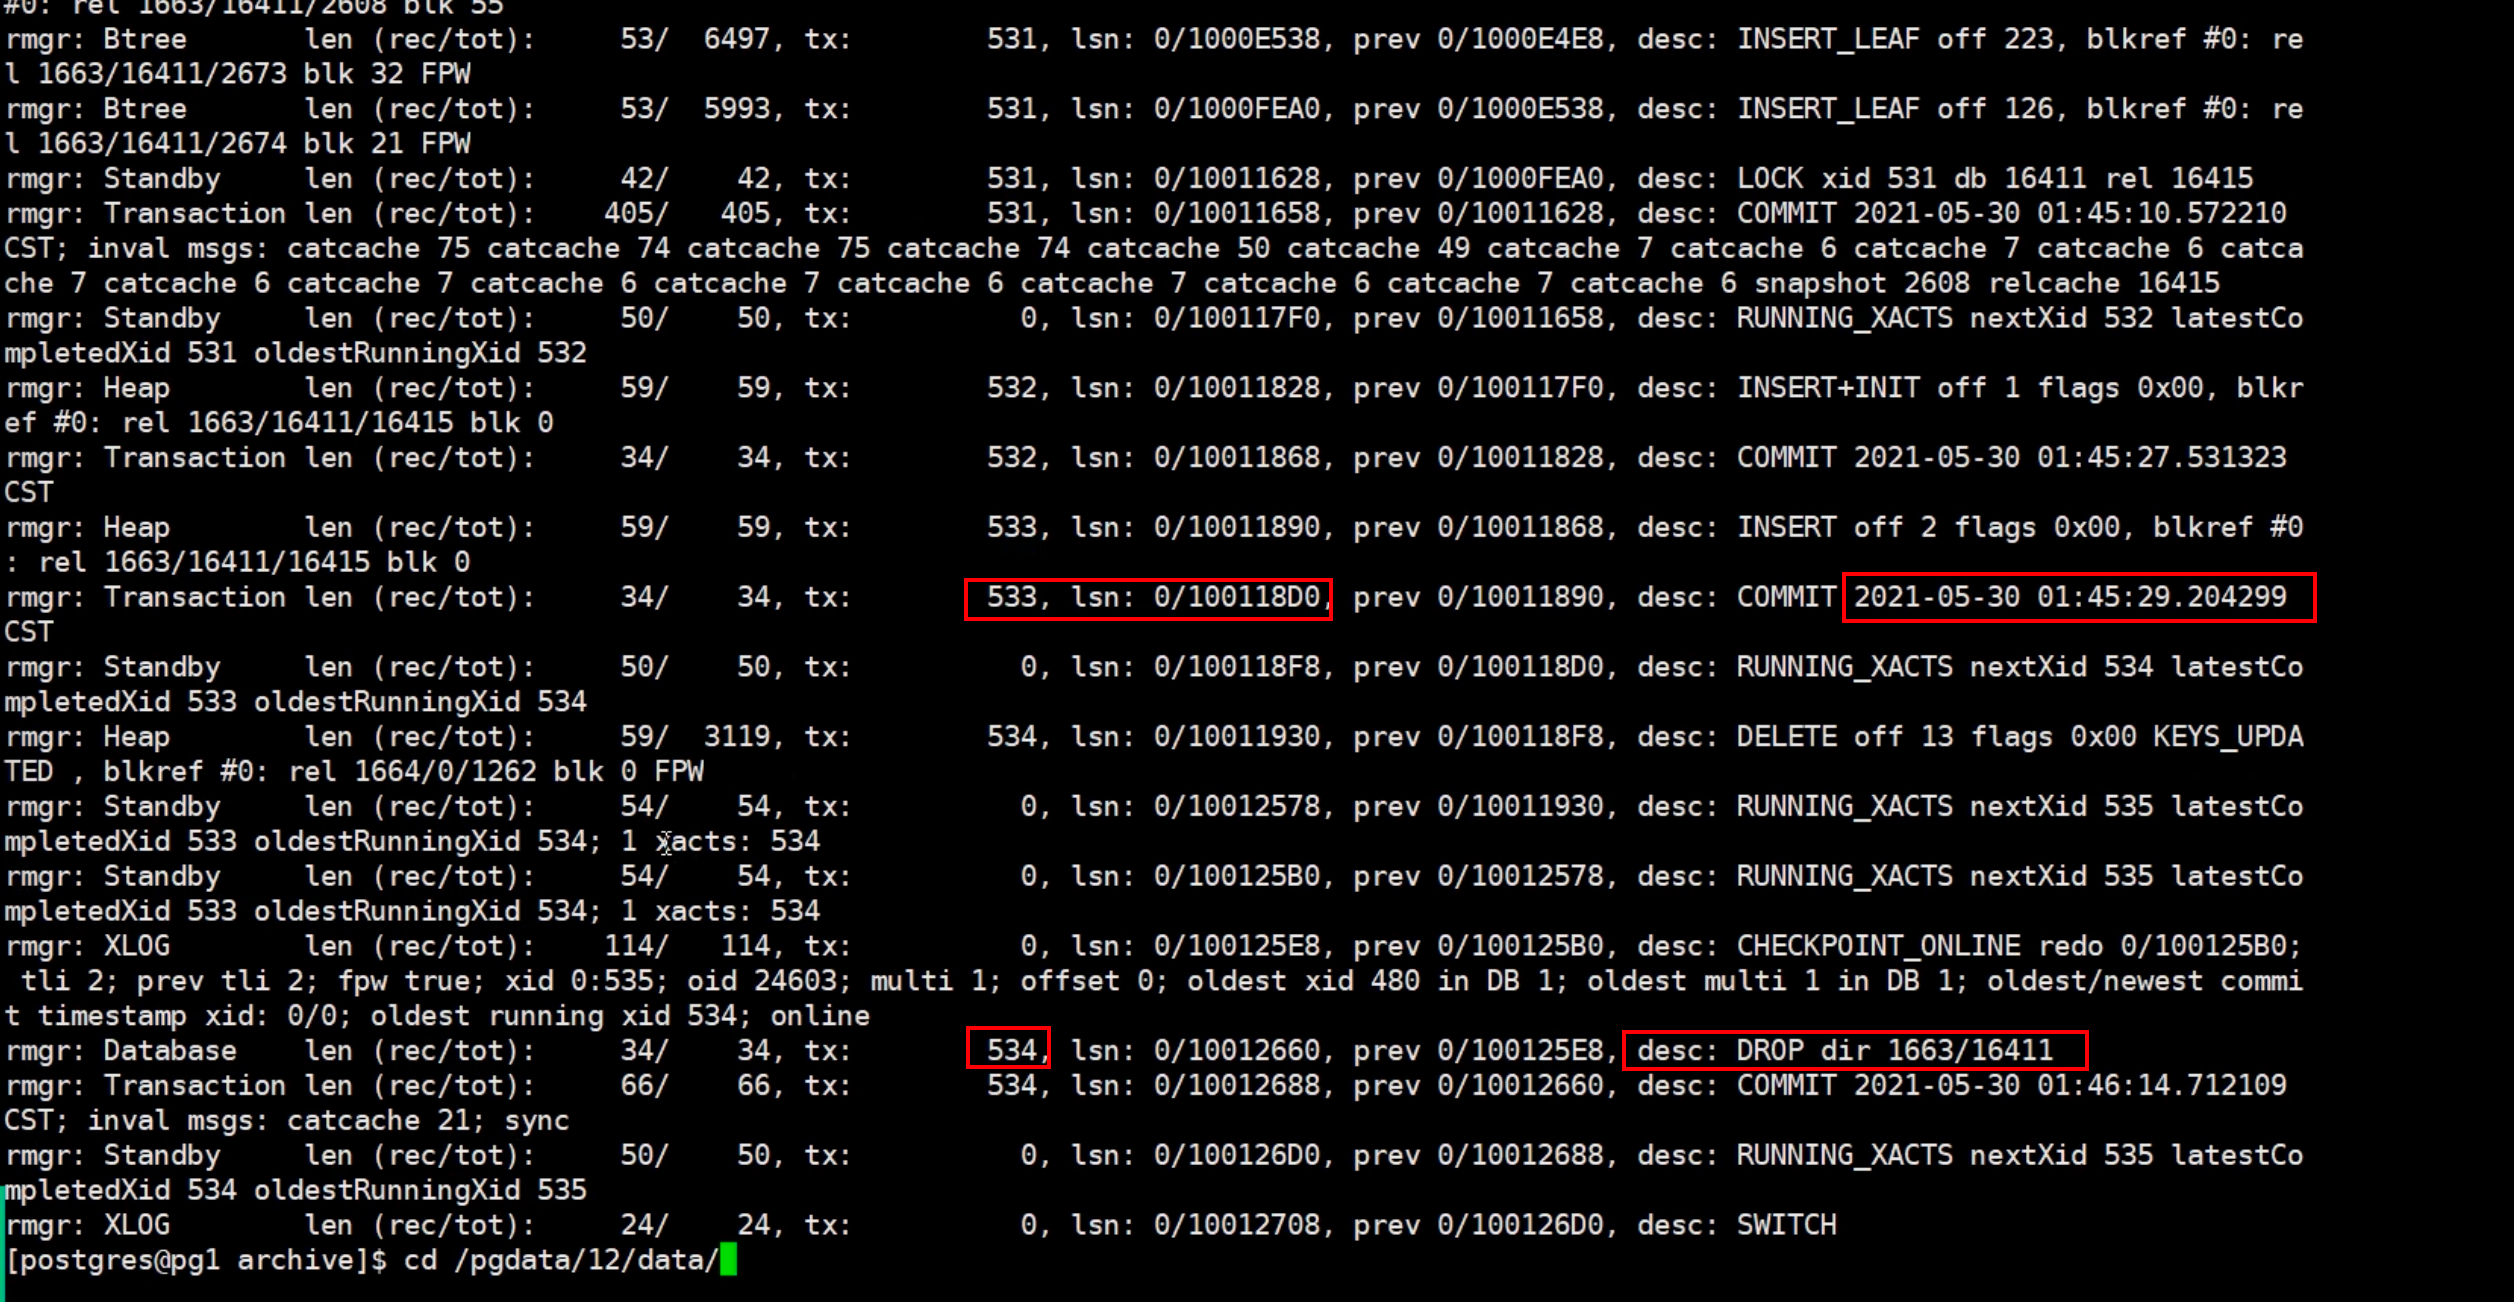 #0: rel 1663/16411/2608 blk 55
rmgr: Btree       len (rec/tot):     53/  6497, tx:        531, lsn: 0/1000E538, prev 0/1000E4E8, desc: INSERT_LEAF off 223, blkref #0: re
l 1663/16411/2673 blk 32 FPW
rmgr: Btree       len (rec/tot):     53/  5993, tx:        531, lsn: 0/1000FEA0, prev 0/1000E538, desc: INSERT_LEAF off 126, blkref #0: re
l 1663/16411/2674 blk 21 FPW
rmgr: Standby     len (rec/tot):     42/    42, tx:        531, lsn: 0/10011628, prev 0/1000FEA0, desc: LOCK xid 531 db 16411 rel 16415
rmgr: Transaction len (rec/tot):    405/   405, tx:        531, lsn: 0/10011658, prev 0/10011628, desc: COMMIT 2021-05-30 01:45:10.572210
CST; inval msgs: catcache 75 catcache 74 catcache 75 catcache 74 catcache 50 catcache 49 catcache 7 catcache 6 catcache 7 catcache 6 catca
che 7 catcache 6 catcache 7 catcache 6 catcache 7 catcache 6 catcache 7 catcache 6 catcache 7 catcache 6 snapshot 2608 relcache 16415
rmgr: Standby     len (rec/tot):     50/    50, tx:          0, lsn: 0/100117F0, prev 0/10011658, desc: RUNNING_XACTS nextXid 532 latestCo
mpletedXid 531 oldestRunningXid 532
rmgr: Heap        len (rec/tot):     59/    59, tx:        532, lsn: 0/10011828, prev 0/100117F0, desc: INSERT+INIT off 1 flags 0x00, blkr
ef #0: rel 1663/16411/16415 blk 0
rmgr: Transaction len (rec/tot):     34/    34, tx:        532, lsn: 0/10011868, prev 0/10011828, desc: COMMIT 2021-05-30 01:45:27.531323
CST
rmgr: Heap        len (rec/tot):     59/    59, tx:        533, lsn: 0/10011890, prev 0/10011868, desc: INSERT off 2 flags 0x00, blkref #0
: rel 1663/16411/16415 blk 0
rmgr: Transaction len (rec/tot):     34/    34, tx:        533, lsn: 0/100118D0, prev 0/10011890, desc: COMMIT 2021-05-30 01:45:29.204299
CST
rmgr: Standby     len (rec/tot):     50/    50, tx:          0, lsn: 0/100118F8, prev 0/100118D0, desc: RUNNING_XACTS nextXid 534 latestCo
mpletedXid 533 oldestRunningXid 534
rmgr: Heap        len (rec/tot):     59/  3119, tx:        534, lsn: 0/10011930, prev 0/100118F8, desc: DELETE off 13 flags 0x00 KEYS_UPDA
TED , blkref #0: rel 1664/0/1262 blk 0 FPW
rmgr: Standby     len (rec/tot):     54/    54, tx:          0, lsn: 0/10012578, prev 0/10011930, desc: RUNNING_XACTS nextXid 535 latestCo
mpletedXid 533 oldestRunningXid 534; 1 xacts: 534
rmgr: Standby     len (rec/tot):     54/    54, tx:          0, lsn: 0/100125B0, prev 0/10012578, desc: RUNNING_XACTS nextXid 535 latestCo
mpletedXid 533 oldestRunningXid 534; 1 xacts: 534
rmgr: XLOG        len (rec/tot):    114/   114, tx:          0, lsn: 0/100125E8, prev 0/100125B0, desc: CHECKPOINT_ONLINE redo 0/100125B0;
 tli 2; prev tli 2; fpw true; xid 0:535; oid 24603; multi 1; offset 0; oldest xid 480 in DB 1; oldest multi 1 in DB 1; oldest/newest commi
t timestamp xid: 0/0; oldest running xid 534; online
rmgr: Database    len (rec/tot):     34/    34, tx:        534, lsn: 0/10012660, prev 0/100125E8, desc: DROP dir 1663/16411
rmgr: Transaction len (rec/tot):     66/    66, tx:        534, lsn: 0/10012688, prev 0/10012660, desc: COMMIT 2021-05-30 01:46:14.712109
CST; inval msgs: catcache 21; sync
rmgr: Standby     len (rec/tot):     50/    50, tx:          0, lsn: 0/100126D0, prev 0/10012688, desc: RUNNING_XACTS nextXid 535 latestCo
mpletedXid 534 oldestRunningXid 535
rmgr: XLOG        len (rec/tot):     24/    24, tx:          0, lsn: 0/10012708, prev 0/100126D0, desc: SWITCH
[postgres@pg1 archive]$ cd /pgdata/12/data/